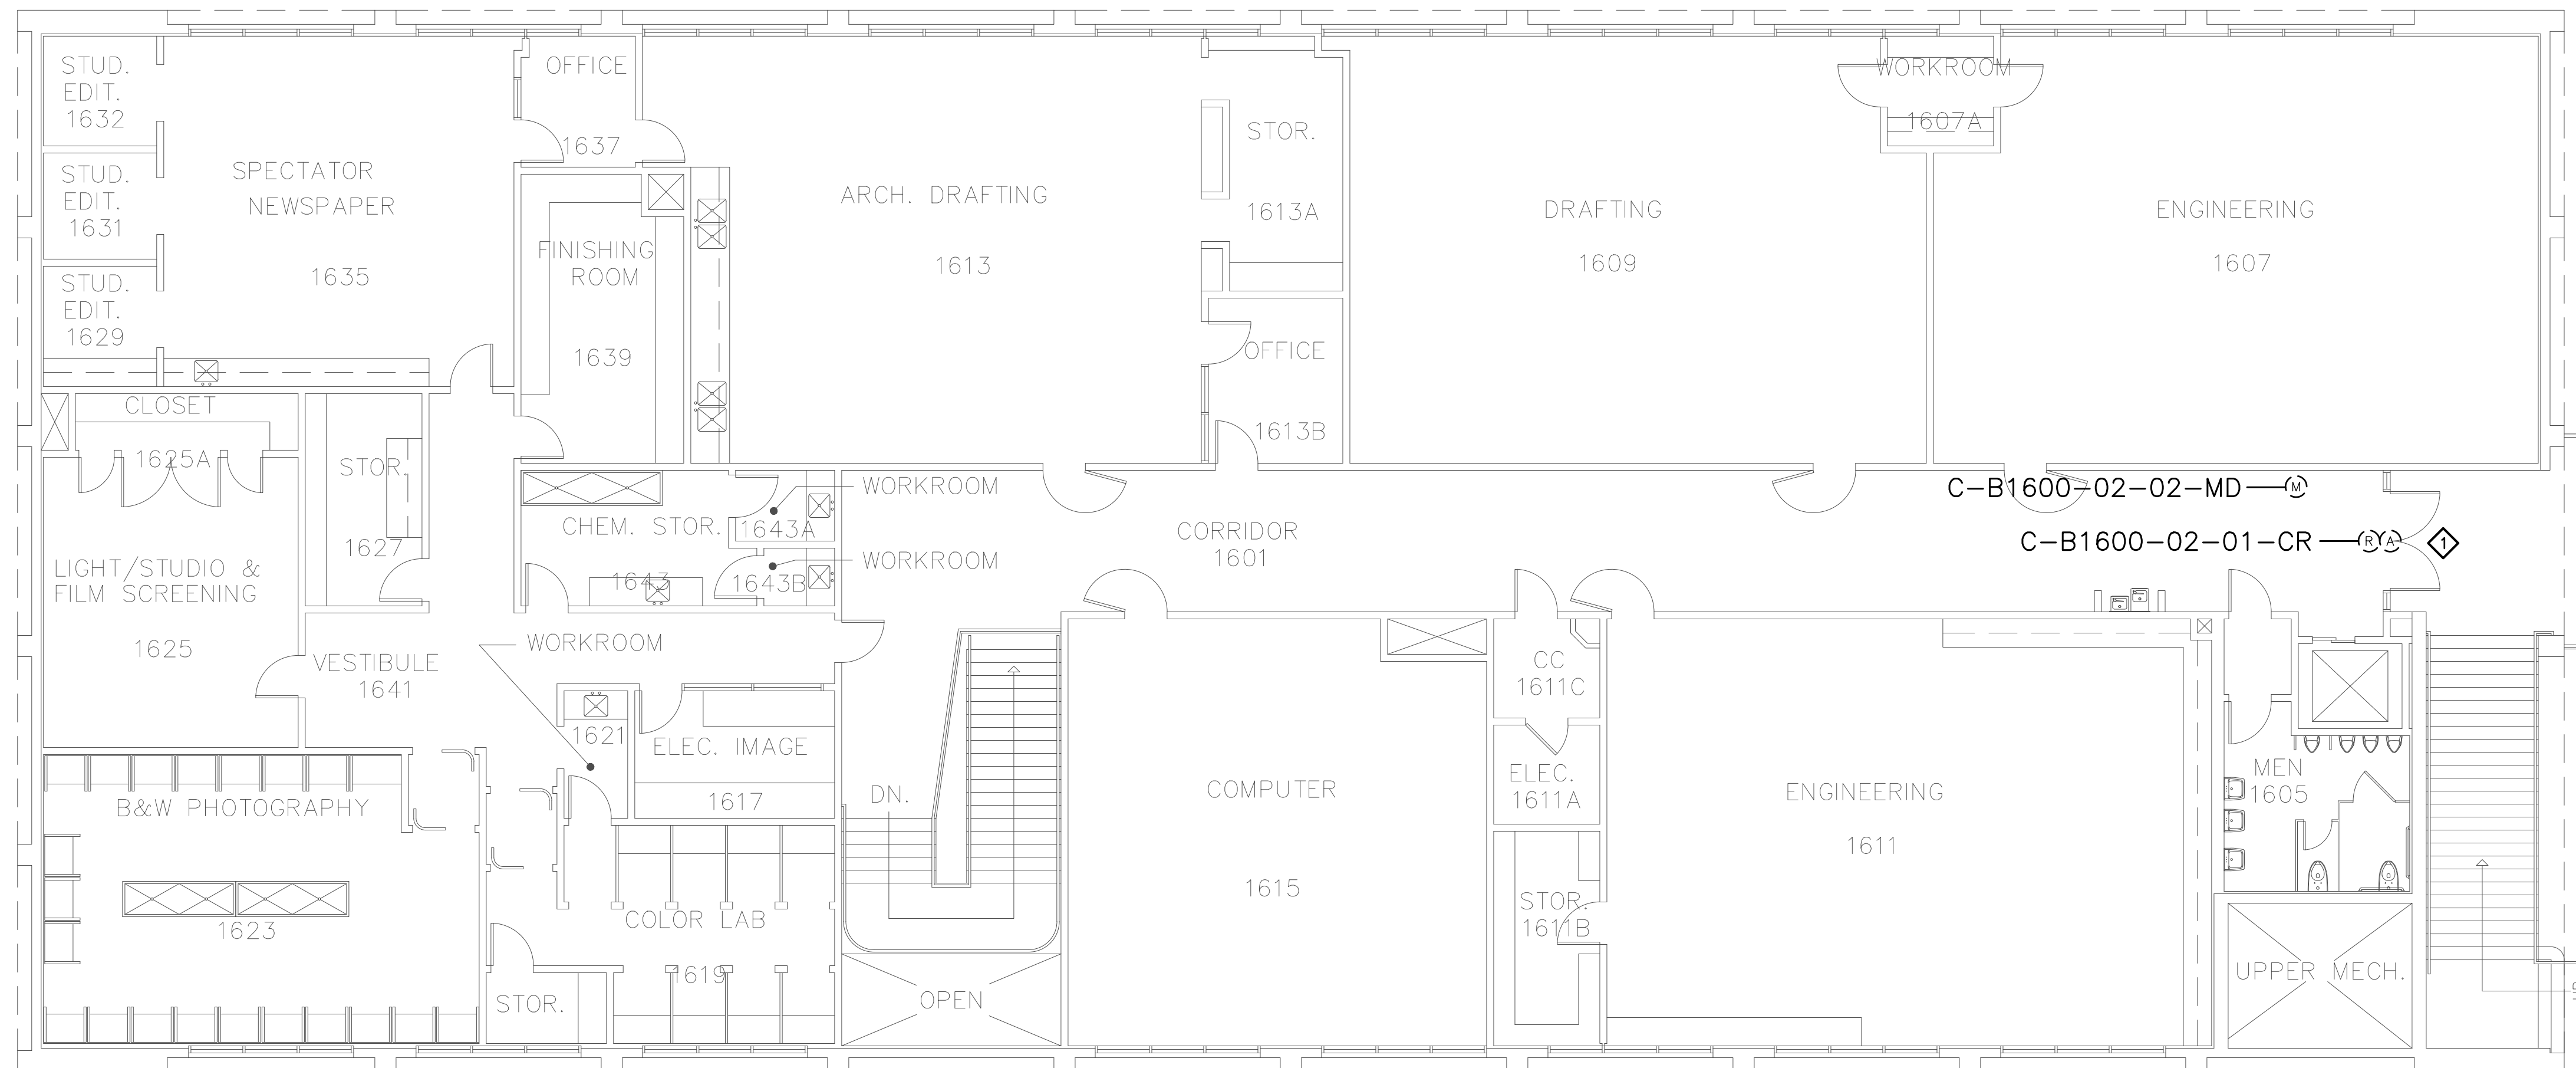 STUD.
EDIT.
1632
STUD.
EDIT.
1631
STUD.
EDIT.
1629
SPECTATOR
NEWSPAPER
1635
OFFICE
1637
FINISHING
ROOM
1639
ARCH. DRAFTING
1613
STOR.
1613A
OFFICE
1613B
DRAFTING
1609
WORKROOM
1607A
ENGINEERING
1607
CLOSET
1625A
STOR.
1627
LIGHT/STUDIO &
FILM SCREENING
1625
CHEM. STOR.
1643
WORKROOM
1643A
WORKROOM
1643B
CORRIDOR
1601
C-B1600-02-02-MD
M
C-B1600-02-01-CR
R
A
1
VESTIBULE
1641
WORKROOM
1621
ELEC. IMAGE
1617
B&W PHOTOGRAPHY
1623
COLOR LAB
1619
STOR.
DN.
OPEN
COMPUTER
1615
CC
1611C
ELEC.
1611A
STOR.
1611B
ENGINEERING
1611
MEN
1605
UPPER MECH.